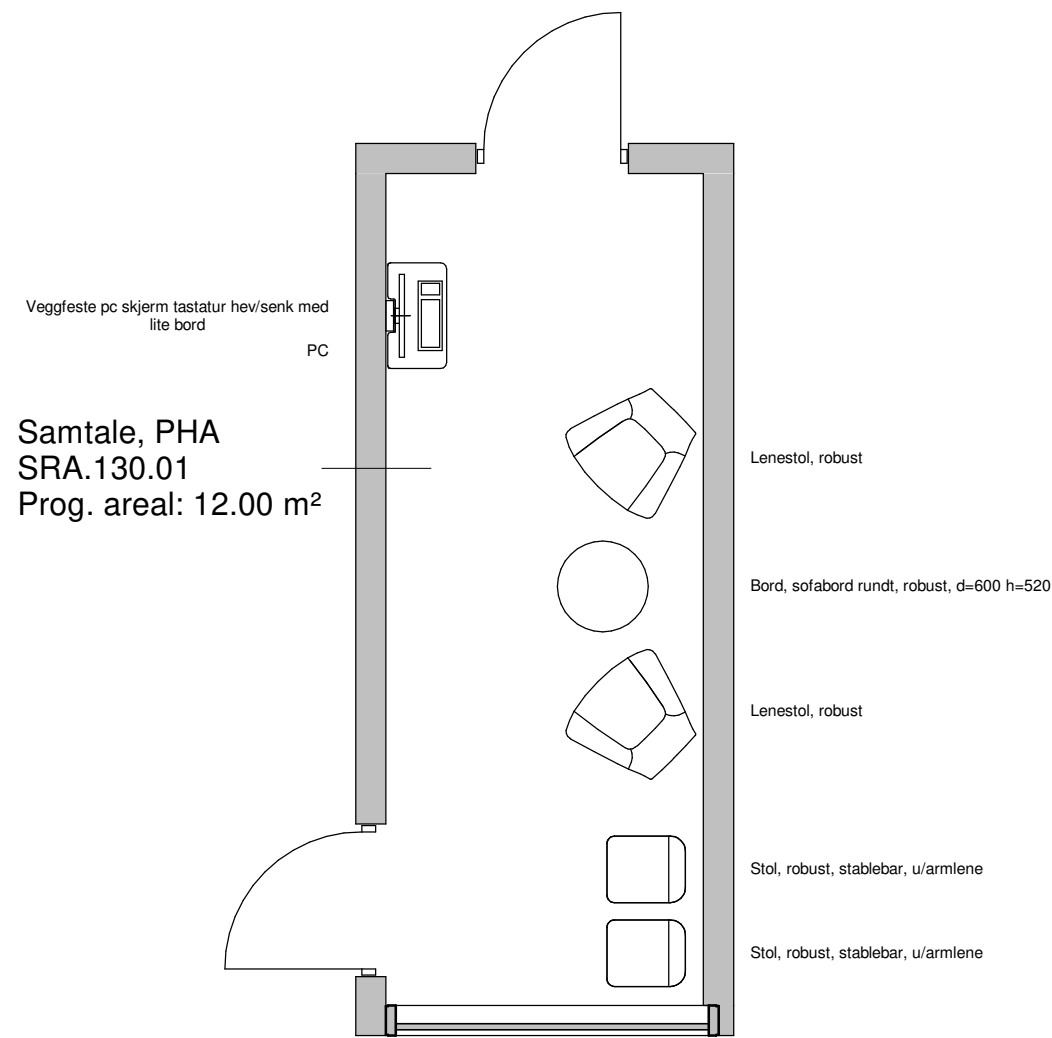 Veggfeste pc skjerm tastatur hev/senk med
lite bord
PC
Samtale, PHA
SRA.130.01
Prog. areal: 12.00 m²
Lenestol, robust
Bord, sofabord rundt, robust, d=600 h=520
Lenestol, robust
Stol, robust, stablebar, u/armlene
Stol, robust, stablebar, u/armlene